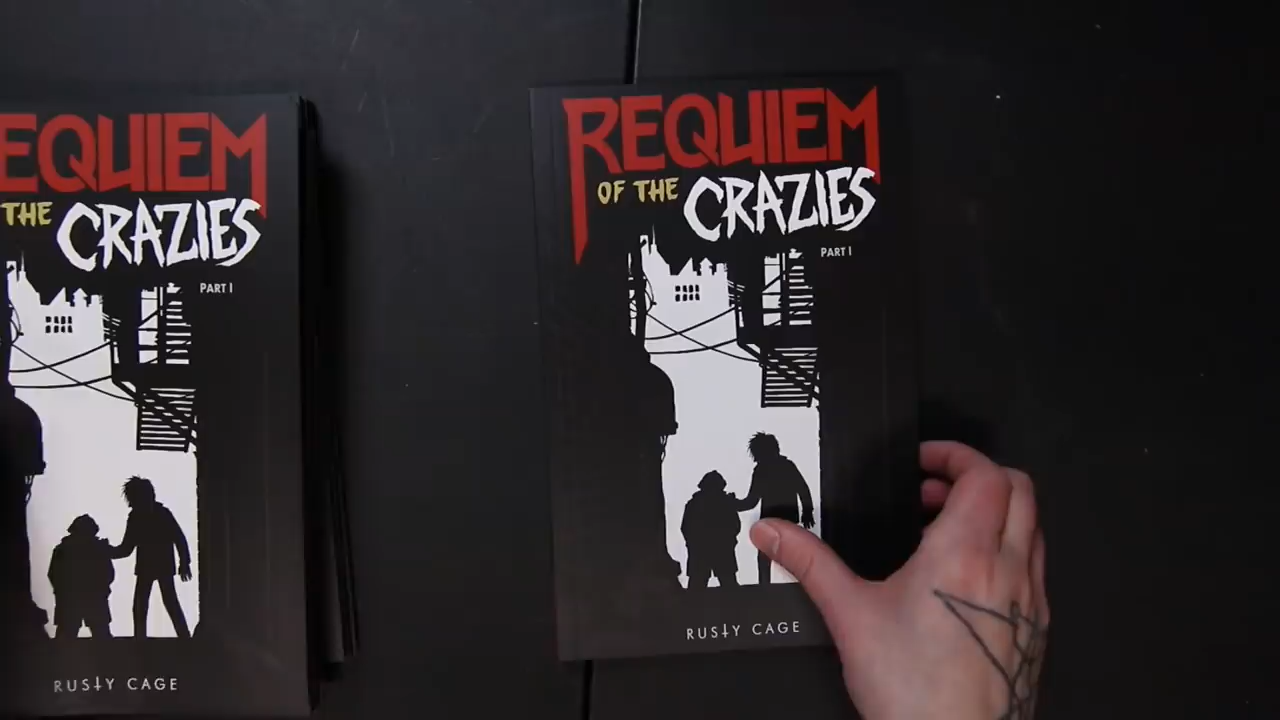 EQUIEM
THE CRAZIES
PART I
RUSTY CAGE
REQUIEM
OF THE CRAZIES
PART I
RUSTY CAGE